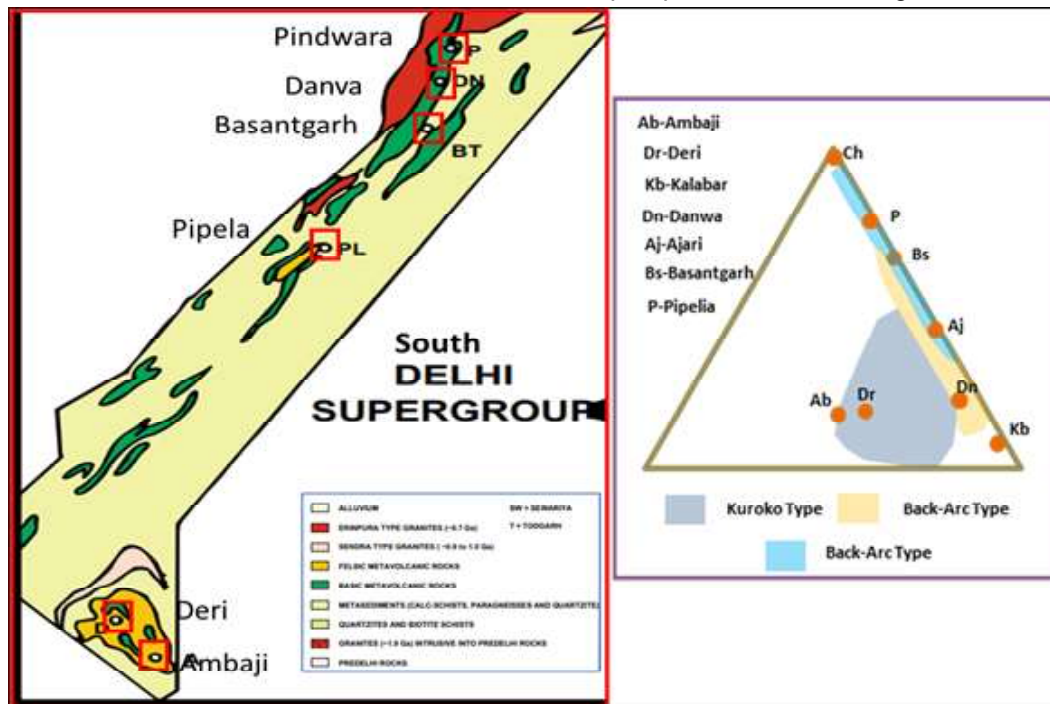 Pindwara
P
Danva
DN
Basantgarh
BT
Pipela
PL
South
DELHI
SUPERGROUP
Deri
Ambaji
ALLUVIUM
BW = SEWARIYA
ERINPURA TYPE GRANITES (~0.7 Ga)
T = TODGARH
SENDRA TYPE GRANITES ( ~0.9 to 1.0 Ga)
FELSIC METAVOLCANIC ROCKS
BASIC METAVOLCANIC ROCKS
METASEDIMENTS (CALC-SCHISTS, PARAGNEISSES AND QUARTZITE)
QUARTZITES AND BIOTITE SCHISTS
GRANITES (~1.9 Ga) INTRUSIVE INTO PREDELHI ROCKS
PREDELHI ROCKS
Ab-Ambaji
Dr-Deri
Kb-Kalabar
Dn-Danwa
Aj-Ajari
Bs-Basantgarh
P-Pipelia
Ch
P
Bs
Aj
Dn
Ab
Dr
Kb
Kuroko Type
Back-Arc Type
Back-Arc Type